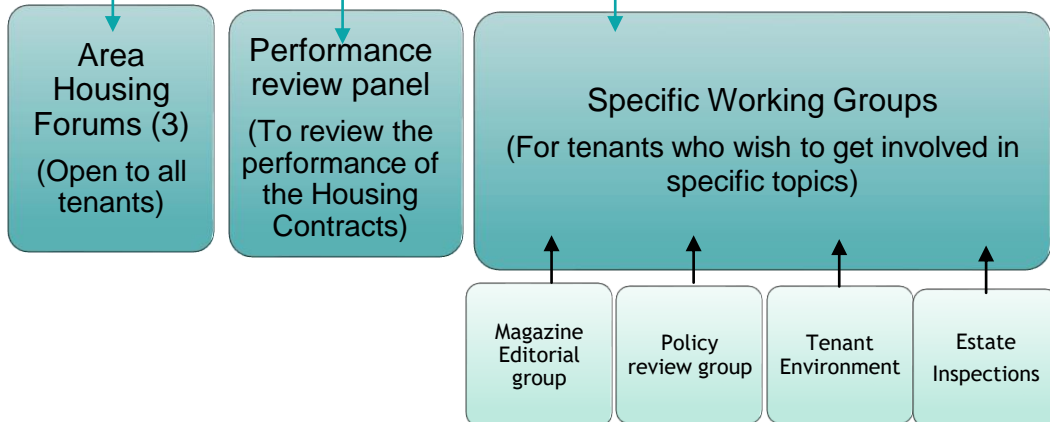 Area
Housing
Forums (3)
(Open to all
tenants)
Performance
review panel
(To review the
performance of
the Housing
Contracts)
Specific Working Groups
(For tenants who wish to get involved in
specific topics)
Magazine
Editorial
group
Policy
review group
Tenant
Environment
Estate
Inspections